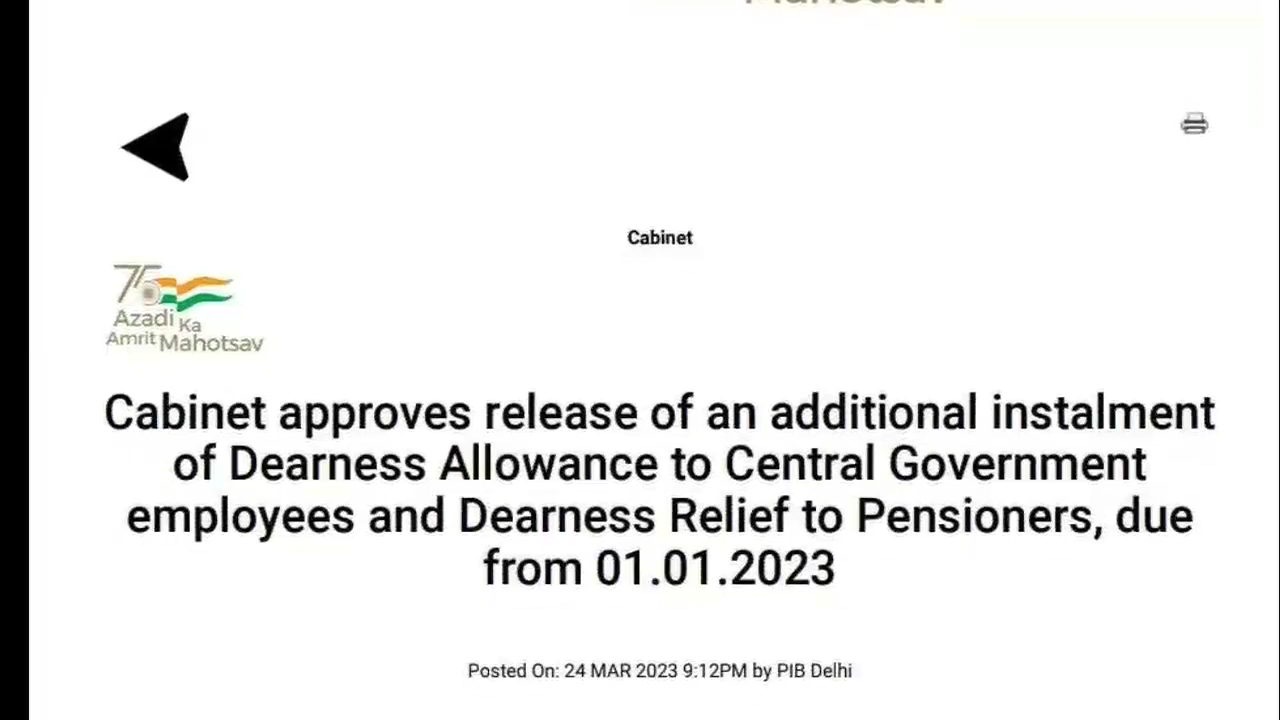 Mahotsav
Cabinet
75
Azadi Ka
Amrit Mahotsav
Cabinet approves release of an additional instalment
of Dearness Allowance to Central Government
employees and Dearness Relief to Pensioners, due
from 01.01.2023
Posted On: 24 MAR 2023 9:12PM by PIB Delhi